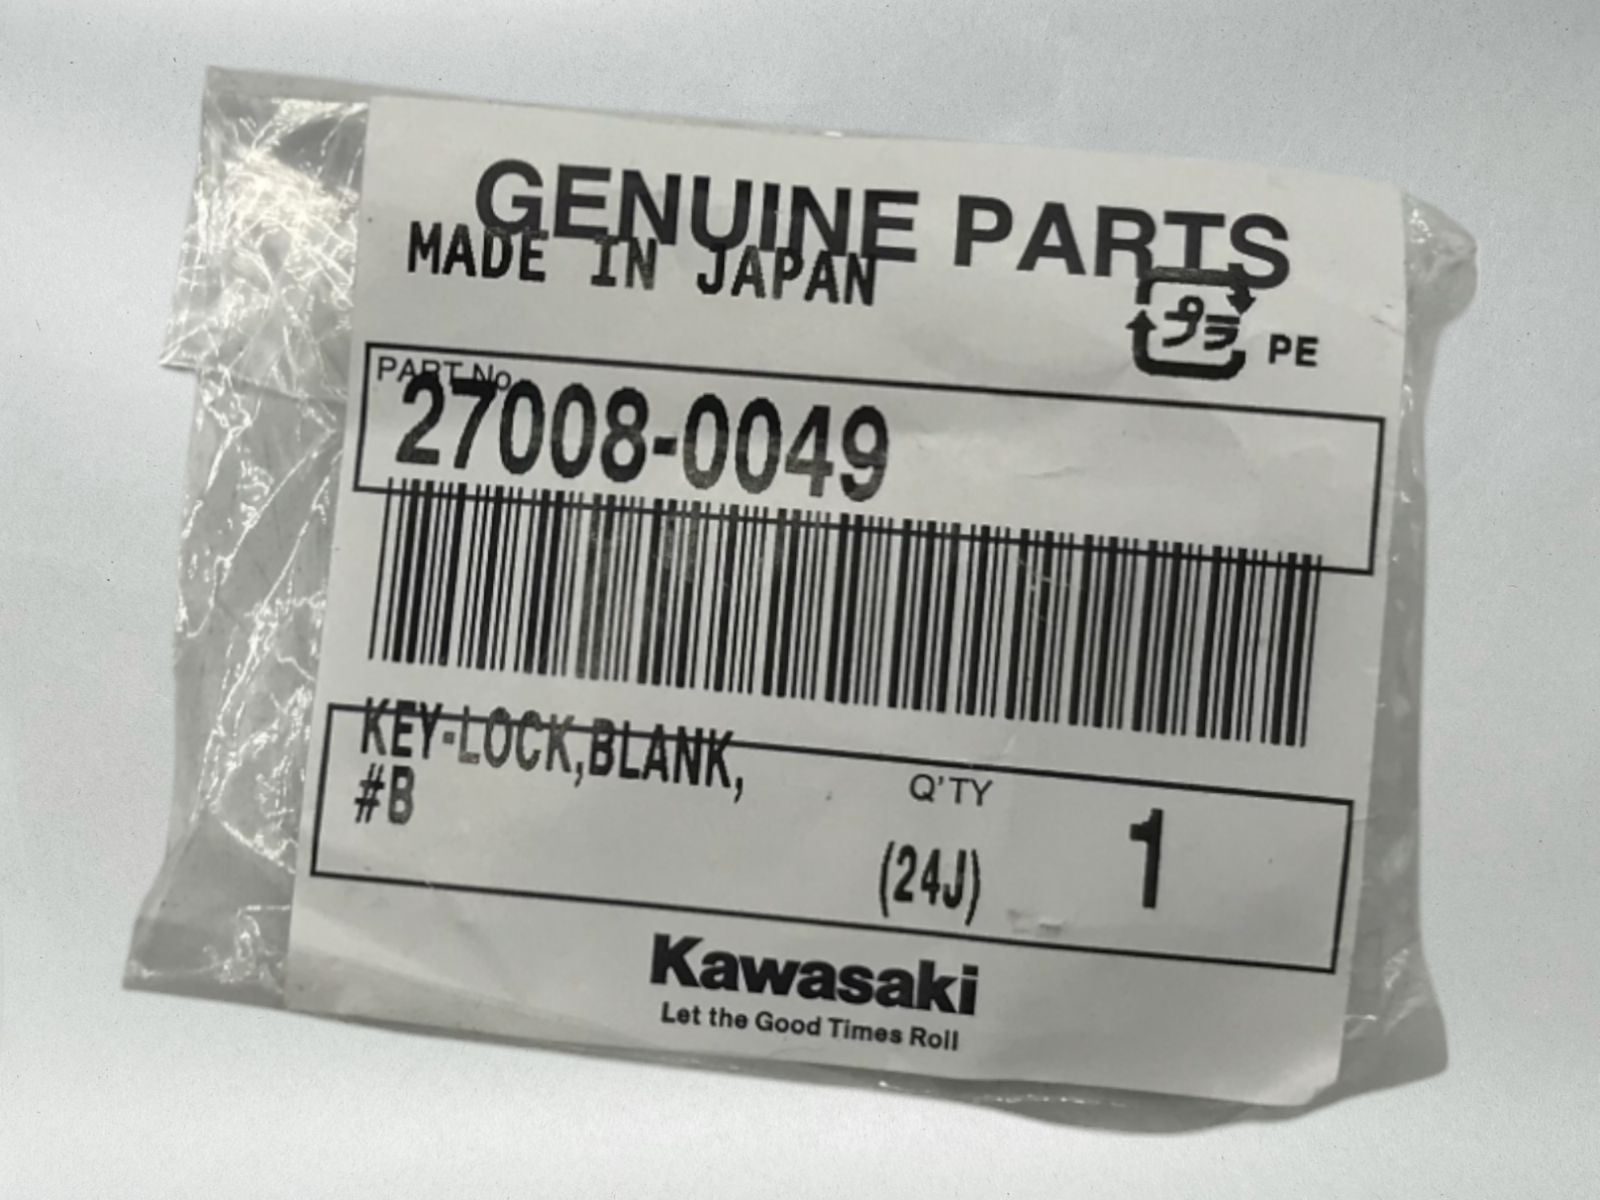 GENUINE PARTS
MADE IN JAPAN
プラ PE
PART No.
27008-0049
KEY-LOCK,BLANK,
#B
Q'TY
(24J) 1
Kawasaki
Let the Good Times Roll